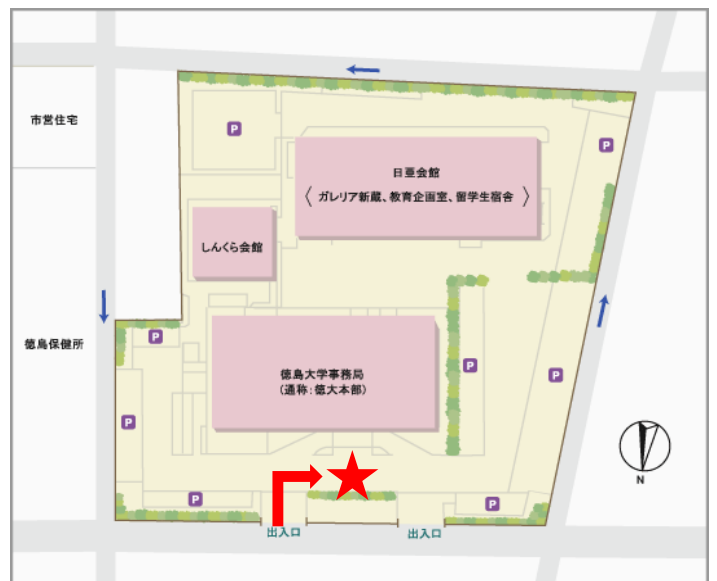 市営住宅
P
P
日亜会館
〈 ガレリア新蔵、教育企画室、留学生宿舎 〉
しんくら会館
徳島保健所
P
徳島大学事務局
（通称：徳大本部）
P
P
P
P
P
N
出入口
出入口